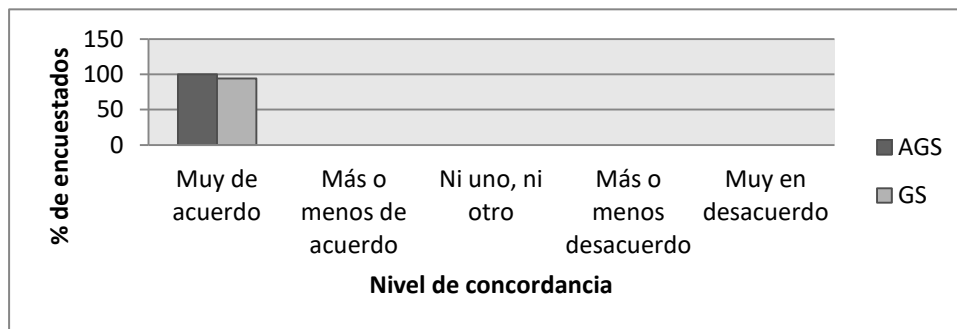 % de encuestados
150
100
50
0
Muy de
acuerdo
Más o
menos de
acuerdo
Ni uno, ni
otro
Más o
menos
desacuerdo
Muy en
desacuerdo
Nivel de concordancia
AGS
GS